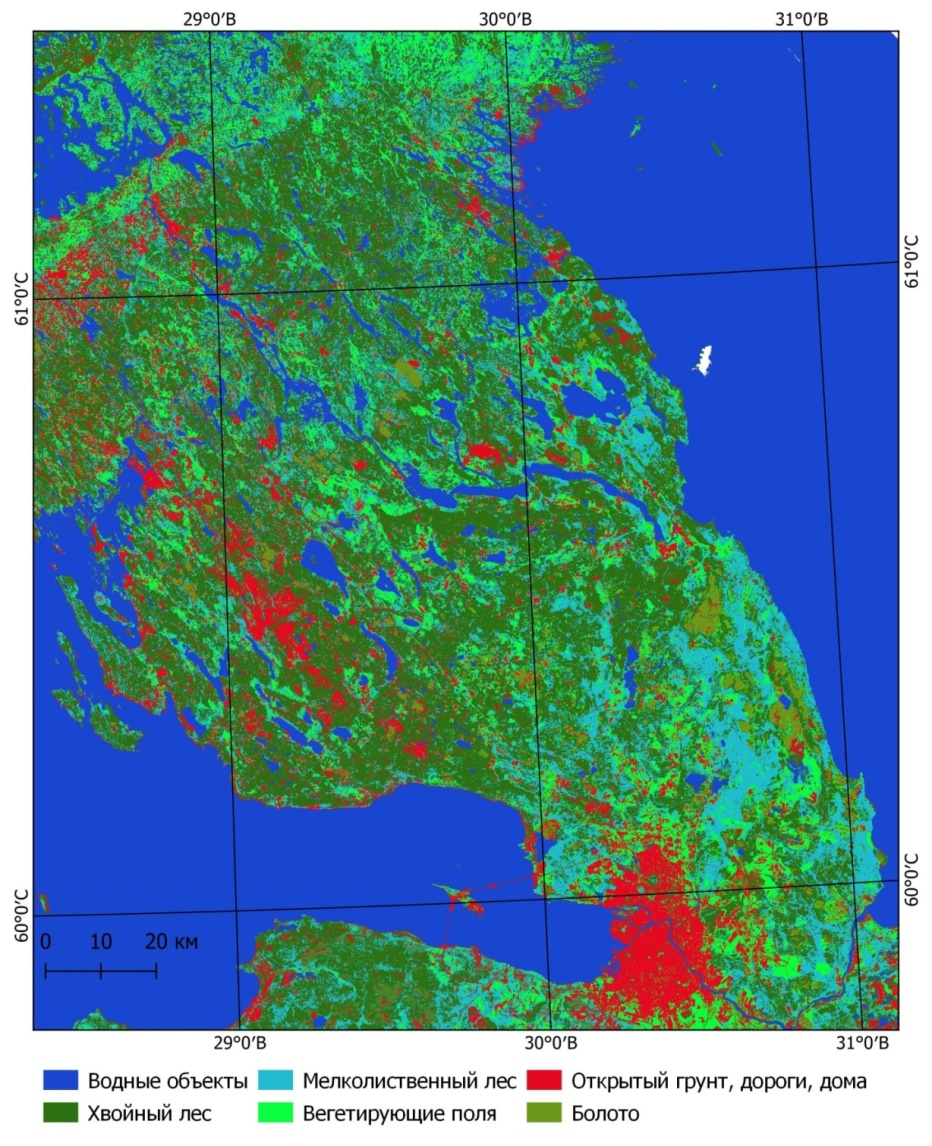 29°0′В 30°0′В 31°0′В
61°0′С
61°0′С
60°0′С
60°0′С
0 10 20 км
29°0′В 30°0′В 31°0′В
Водные объекты Мелколиственный лес Открытый грунт, дороги, дома
Хвойный лес Вегетирующие поля Болото